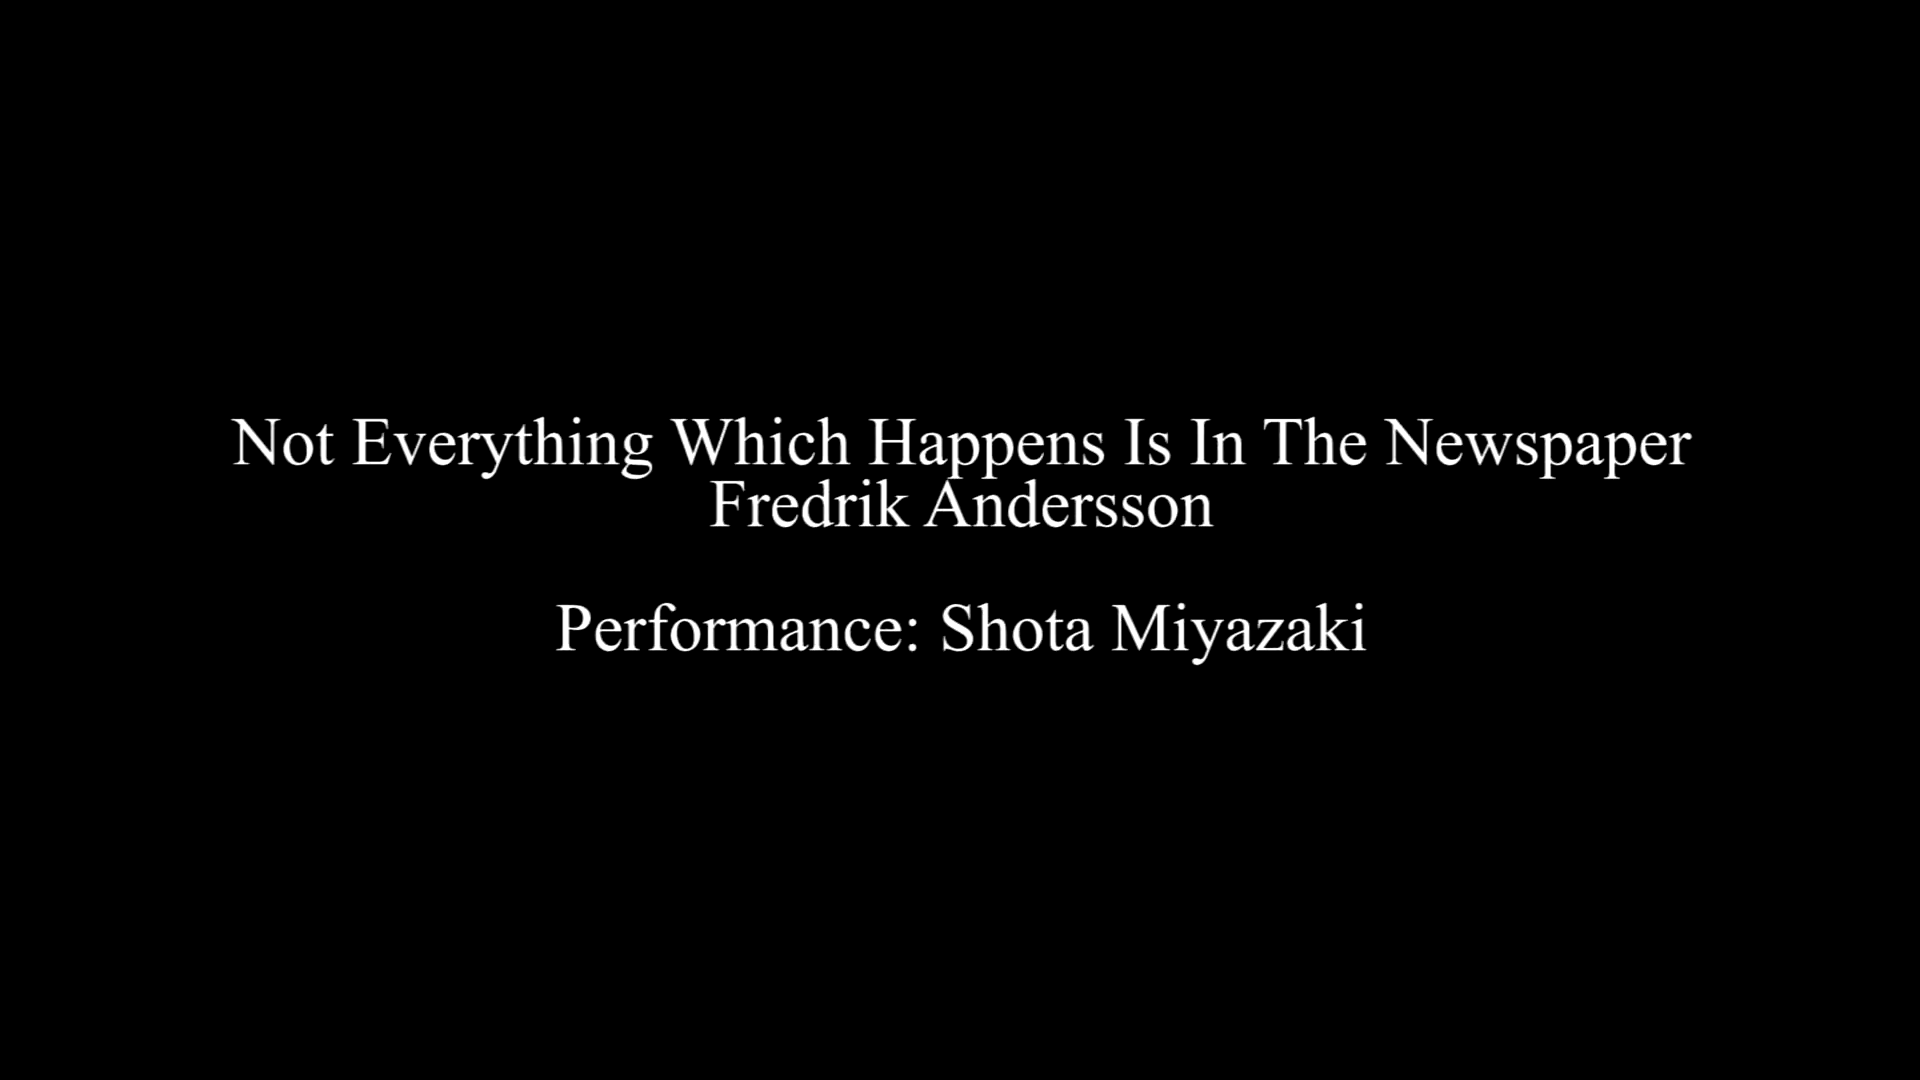 Not Everything Which Happens Is In The Newspaper
Fredrik Andersson
Performance: Shota Miyazaki